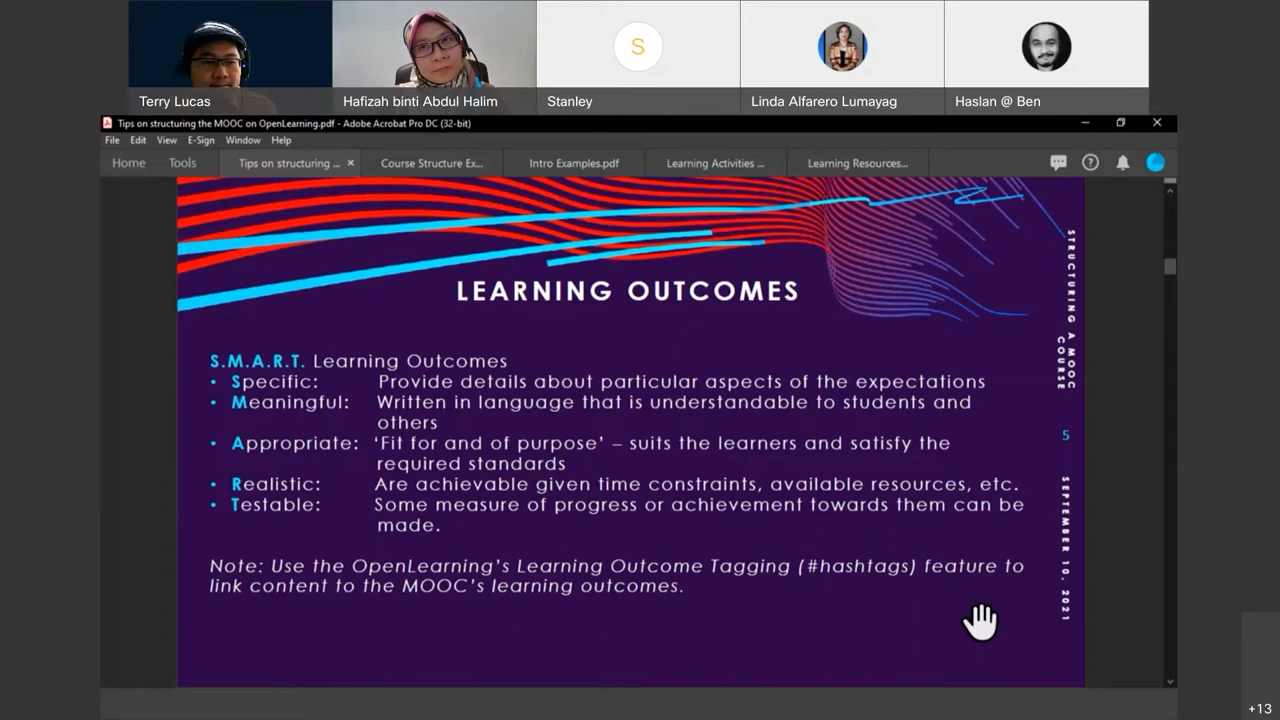 S
Terry Lucas
Hafizah binti Abdul Halim
Stanley
Linda Alfarero Lumayag
Haslan @ Ben
Tips on structuring the MOOC on OpenLearning.pdf - Adobe Acrobat Pro DC (32-bit)
File Edit View E-Sign Window Help
Home Tools Tips on structuring ... × Course Structure Ex... Intro Examples.pdf Learning Activities ... Learning Resources...
LEARNING OUTCOMES
S.M.A.R.T. Learning Outcomes
• Specific: Provide details about particular aspects of the expectations
• Meaningful: Written in language that is understandable to students and
others
• Appropriate: ‘Fit for and of purpose’ – suits the learners and satisfy the
required standards
• Realistic: Are achievable given time constraints, available resources, etc.
• Testable: Some measure of progress or achievement towards them can be
made.
Note: Use the OpenLearning’s Learning Outcome Tagging (#hashtags) feature to
link content to the MOOC’s learning outcomes.
STRUCTURING A MOOC
COURSE
5
SEPTEMBER 10, 2021
+13